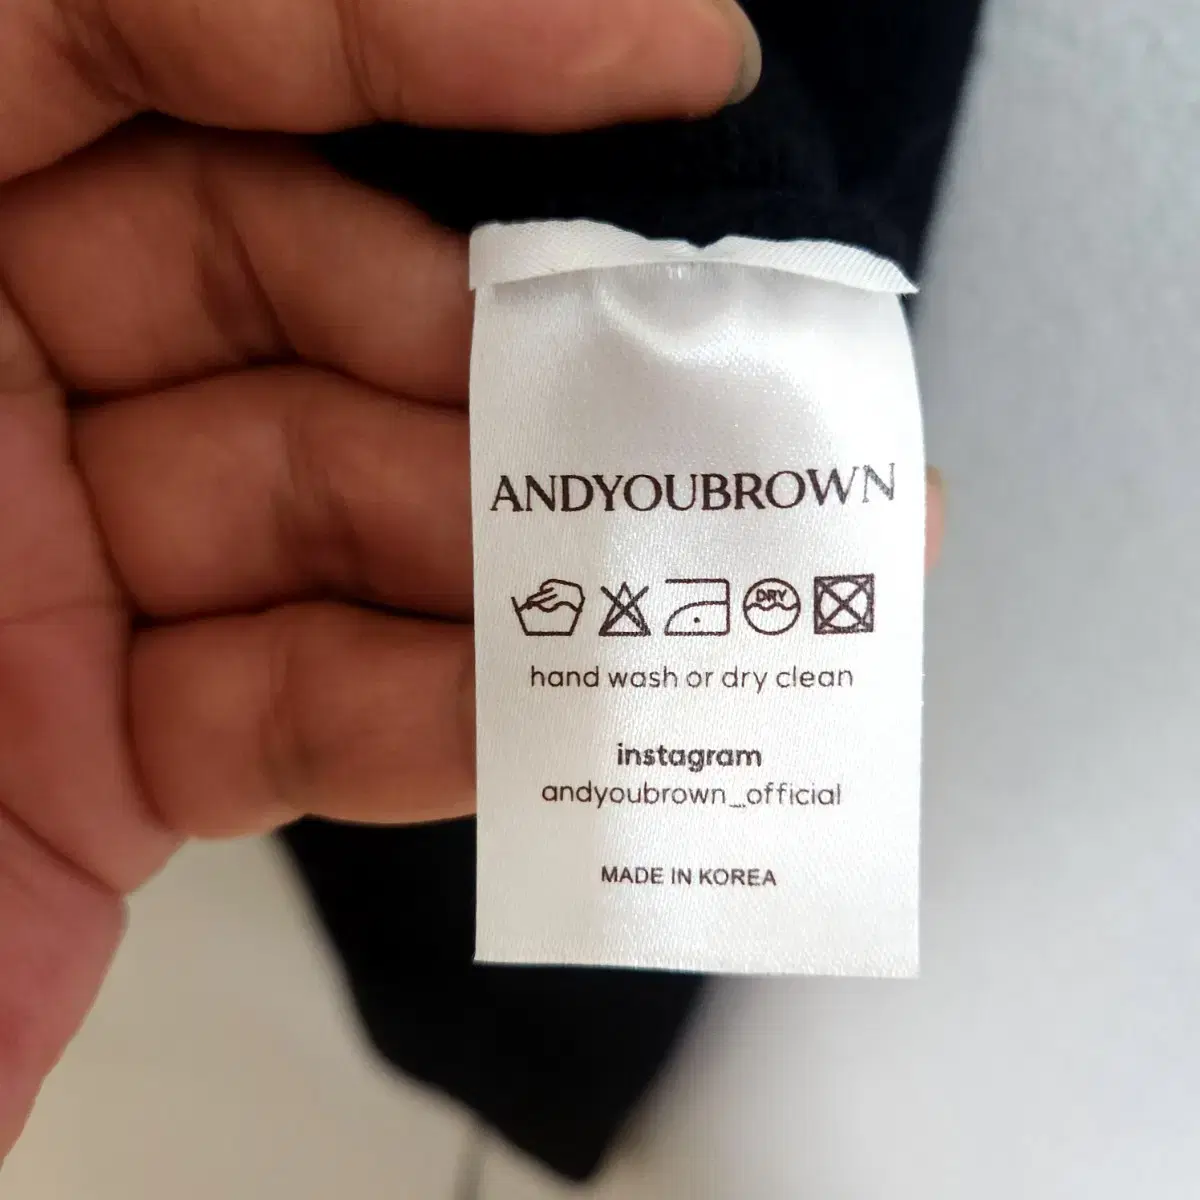 ANDYOUBROWN
DRY
hand wash or dry clean
instagram
andyoubrown_official
MADE IN KOREA